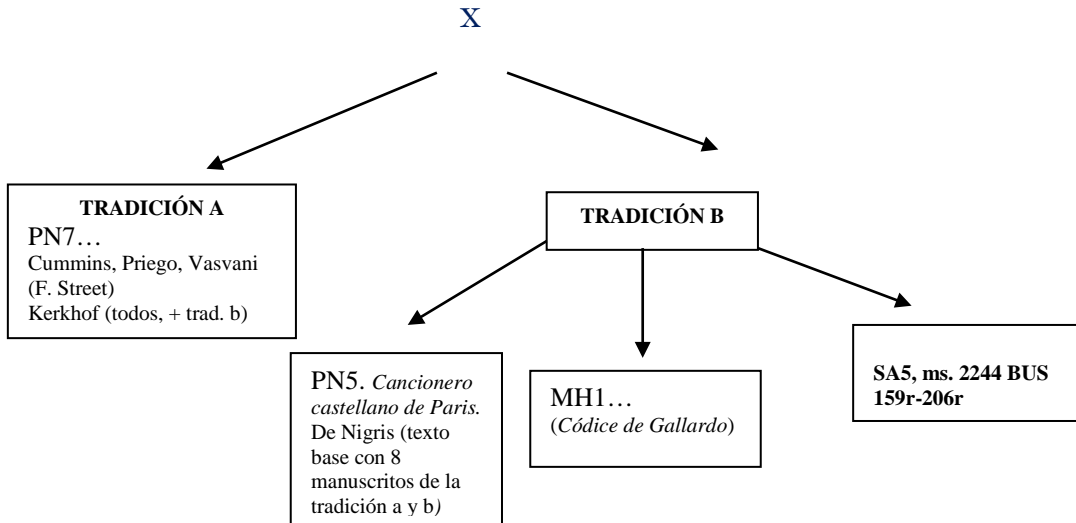 X
TRADICIÓN A
PN7…
Cummins, Priego, Vasvani
(F. Street)
Kerkhof (todos, + trad. b)
TRADICIÓN B
PN5. Cancionero
castellano de Paris.
De Nigris (texto
base con 8
manuscritos de la
tradición a y b)
MH1…
(Códice de Gallardo)
SA5, ms. 2244 BUS
159r-206r